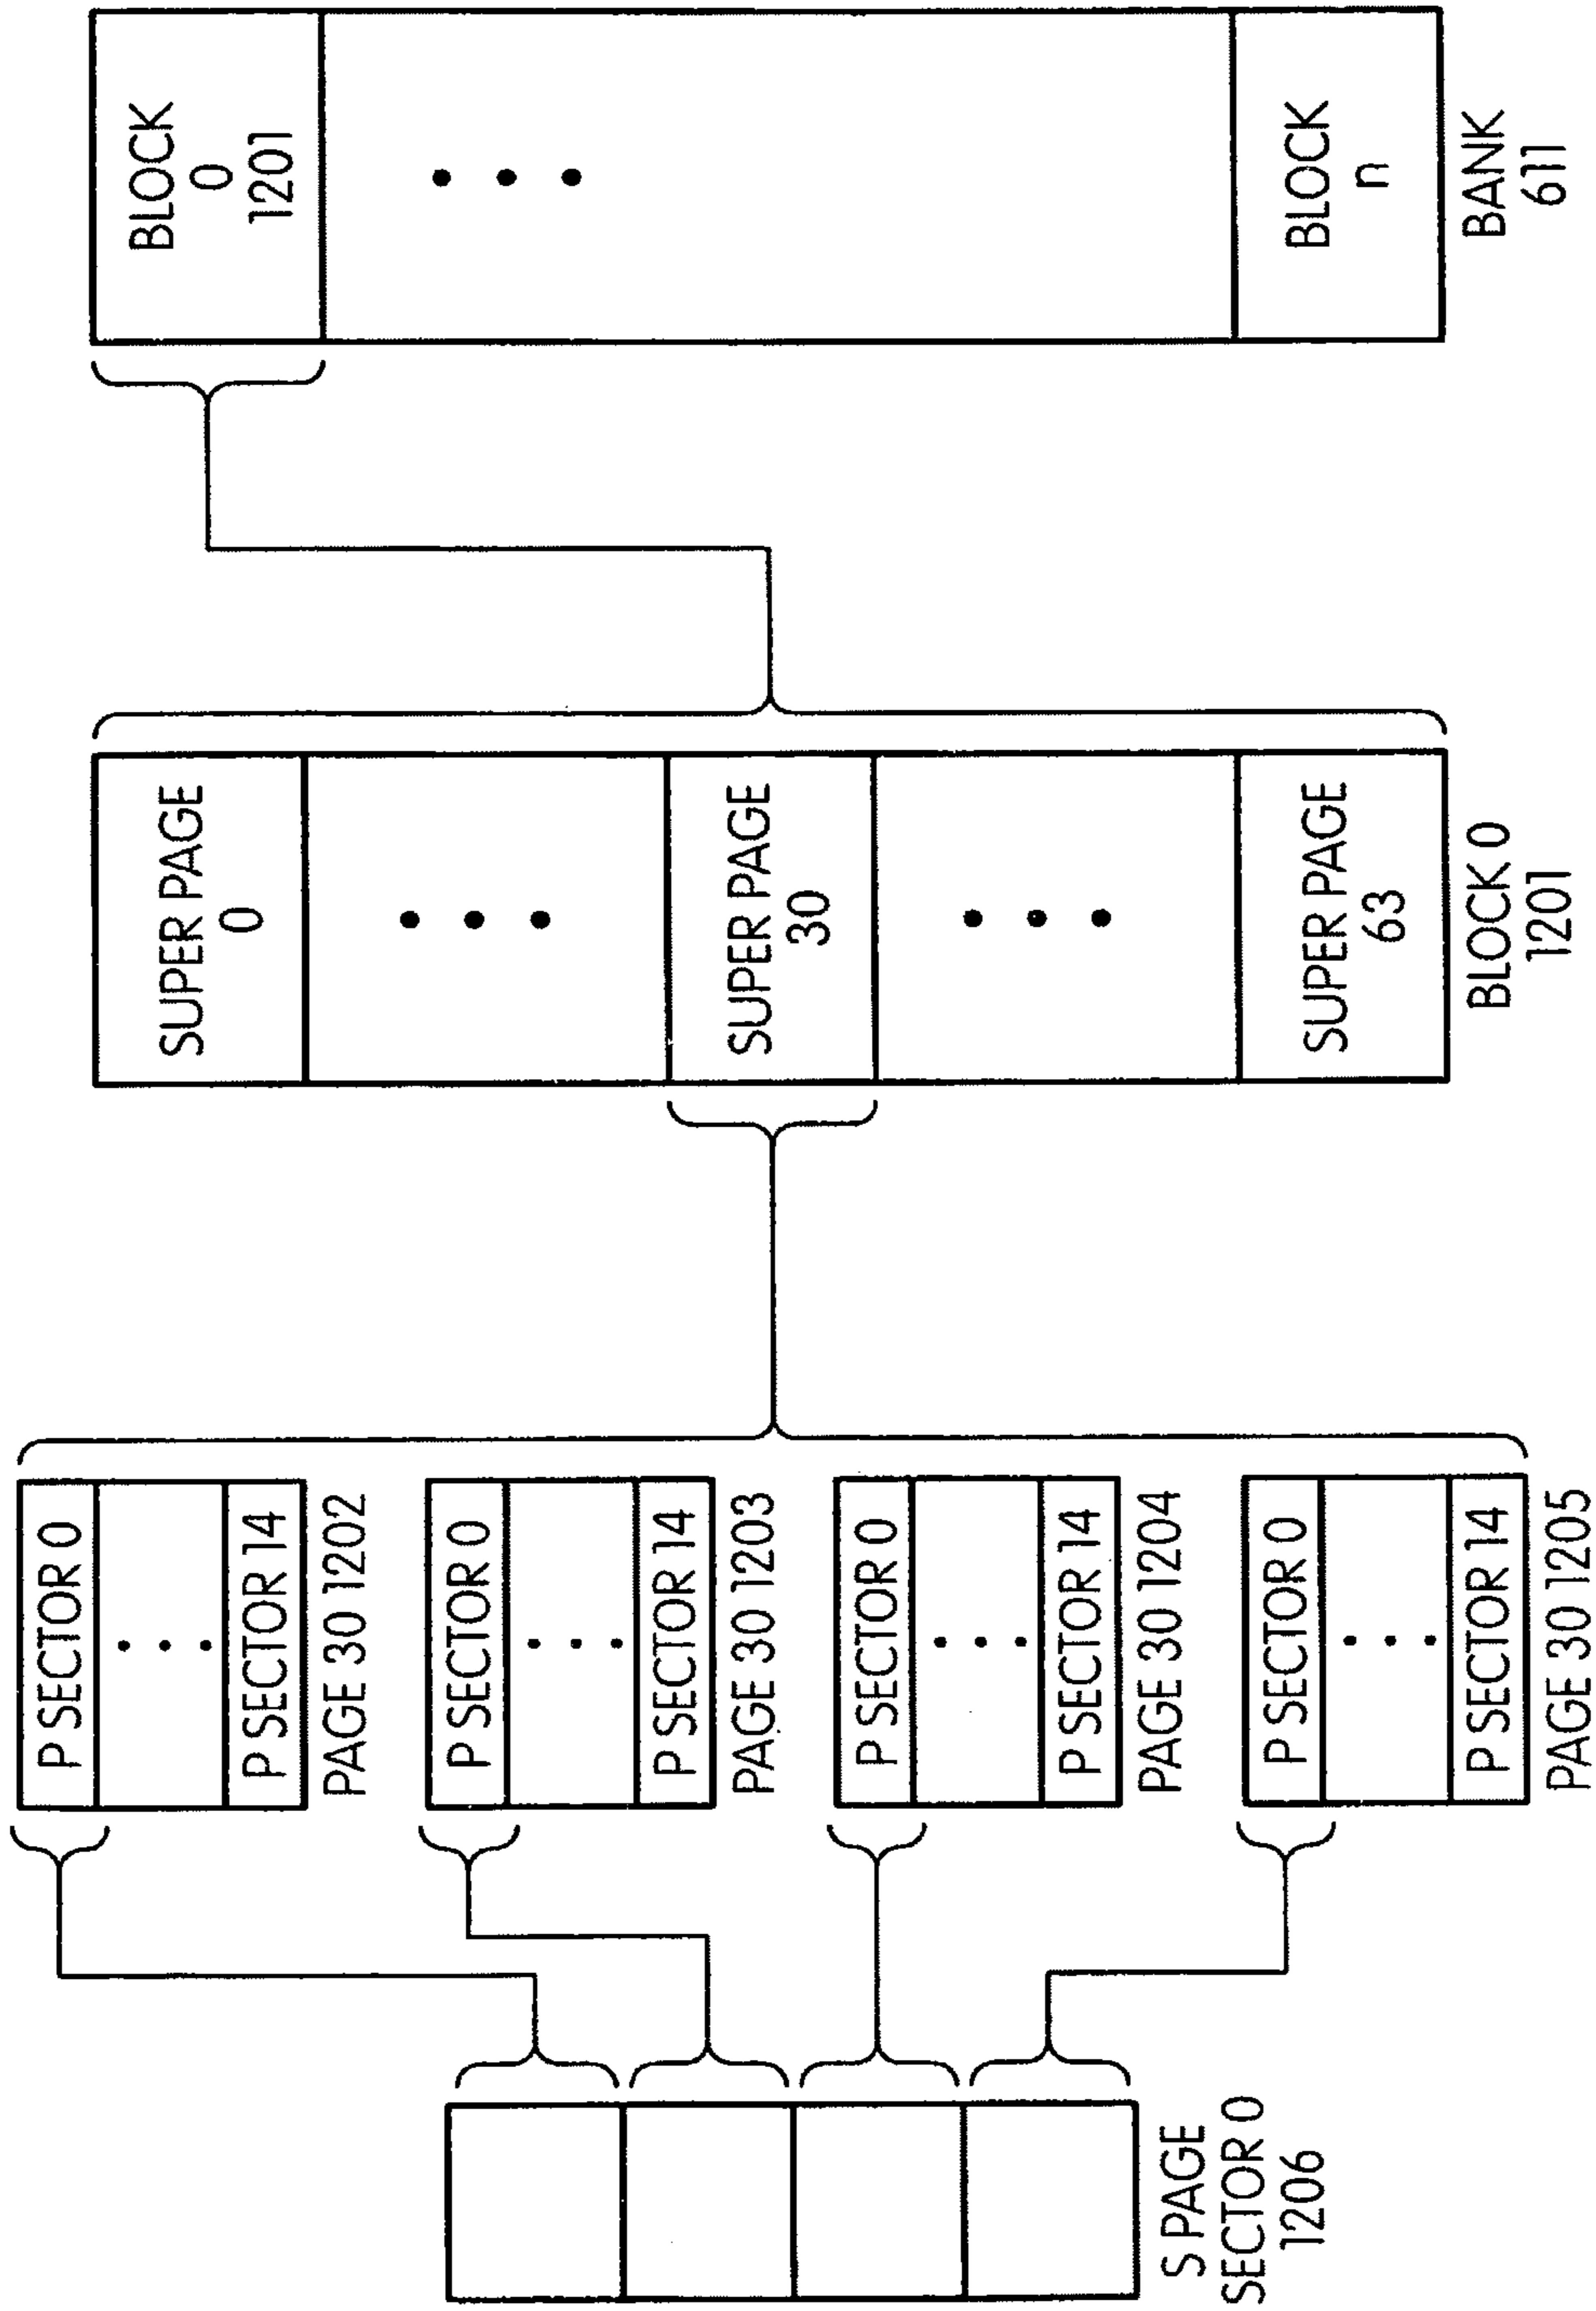 P SECTOR 0
P SECTOR 14
PAGE 30 1202
P SECTOR 0
P SECTOR 14
PAGE 30 1203
P SECTOR 0
P SECTOR 14
PAGE 30 1204
P SECTOR 0
P SECTOR 14
PAGE 30 1205
S PAGE
SECTOR 0
1206
SUPER PAGE
0
SUPER PAGE
30
SUPER PAGE
63
BLOCK 0
1201
BLOCK
0
1201
BLOCK
n
BANK
611